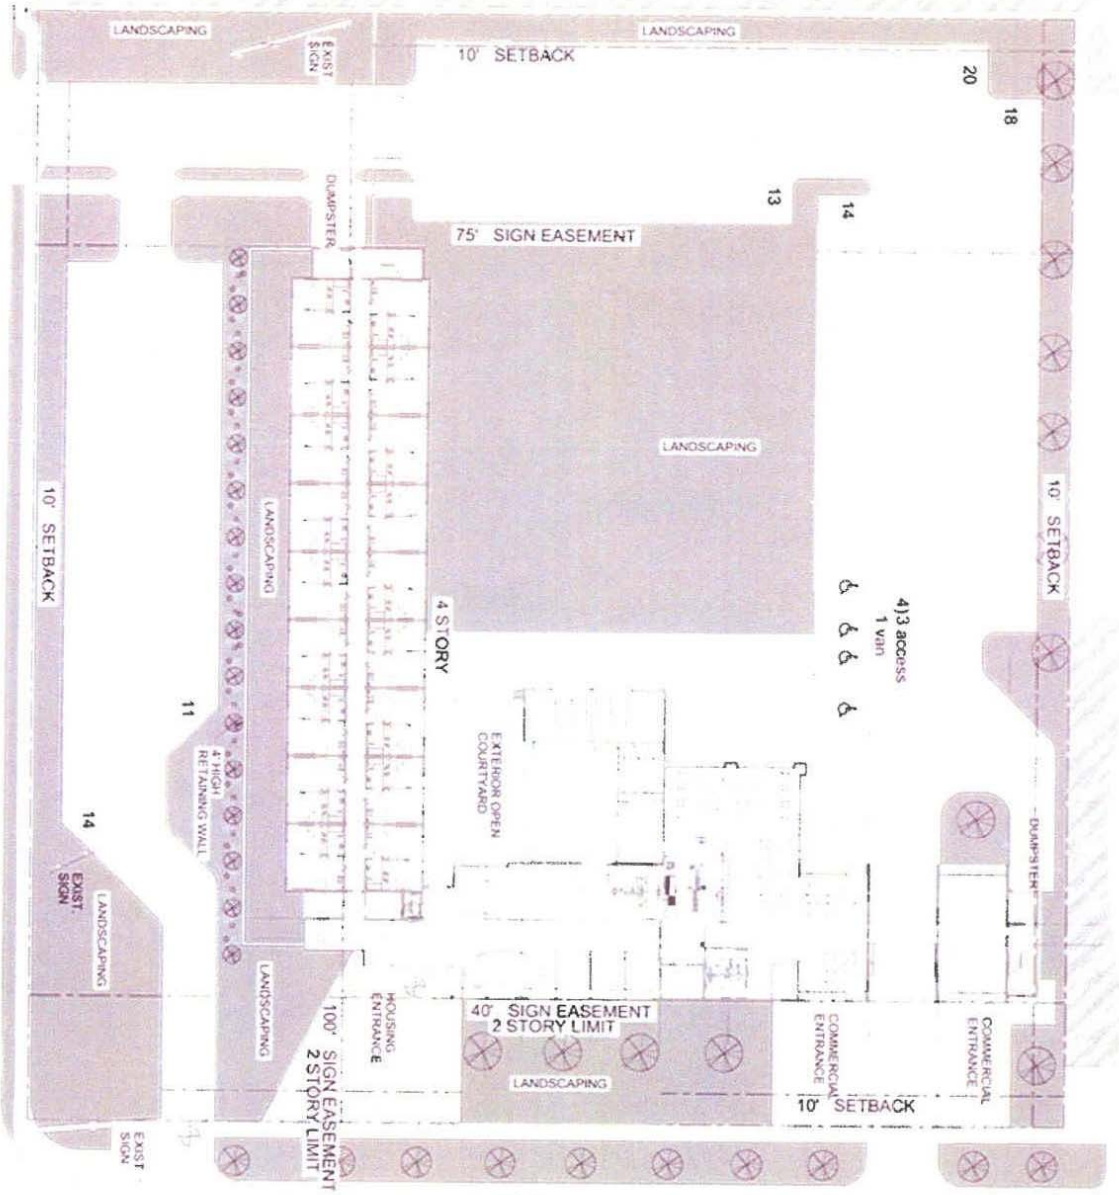 LANDSCAPING
LANDSCAPING
EXIST
SIGN
10' SETBACK
20
18
DUMPSTER
13
14
75' SIGN EASEMENT
LANDSCAPING
10' SETBACK
LANDSCAPING
10' SETBACK
4 STORY
4)3 access
1 van
11
4' HIGH
RETAINING WALL
EXTERIOR OPEN
COURTYARD
14
EXIST.
SIGN
LANDSCAPING
DUMPSTER
LANDSCAPING
HOUSING
ENTRANCE
40' SIGN EASEMENT
2 STORY LIMIT
100' SIGN EASEMENT
2 STORY LIMIT
COMMERCIAL
ENTRANCE
COMMERCIAL
ENTRANCE
LANDSCAPING
10' SETBACK
EXIST
SIGN